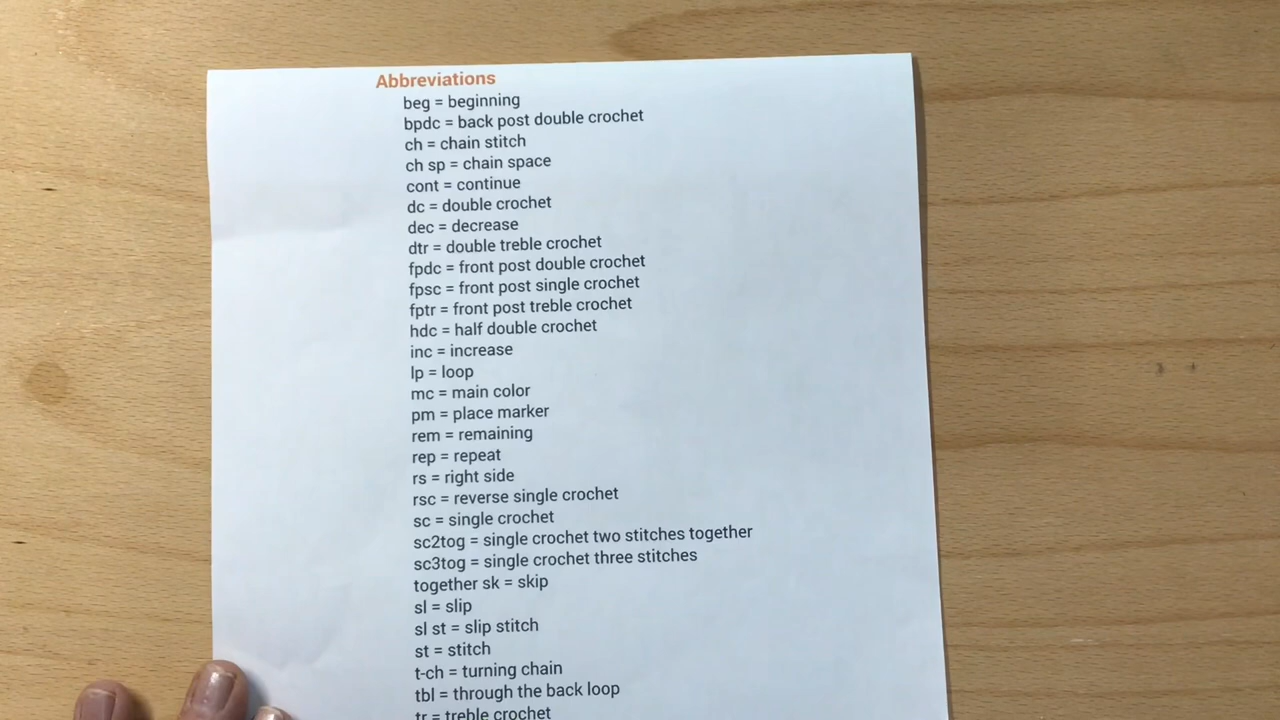 Abbreviations
beg = beginning
bpdc = back post double crochet
ch = chain stitch
ch sp = chain space
cont = continue
dc = double crochet
dec = decrease
dtr = double treble crochet
fpdc = front post double crochet
fpsc = front post single crochet
fptr = front post treble crochet
hdc = half double crochet
inc = increase
lp = loop
mc = main color
pm = place marker
rem = remaining
rep = repeat
rs = right side
rsc = reverse single crochet
sc = single crochet
sc2tog = single crochet two stitches together
sc3tog = single crochet three stitches
together sk = skip
sl = slip
sl st = slip stitch
st = stitch
t-ch = turning chain
tbl = through the back loop
tr = treble crochet